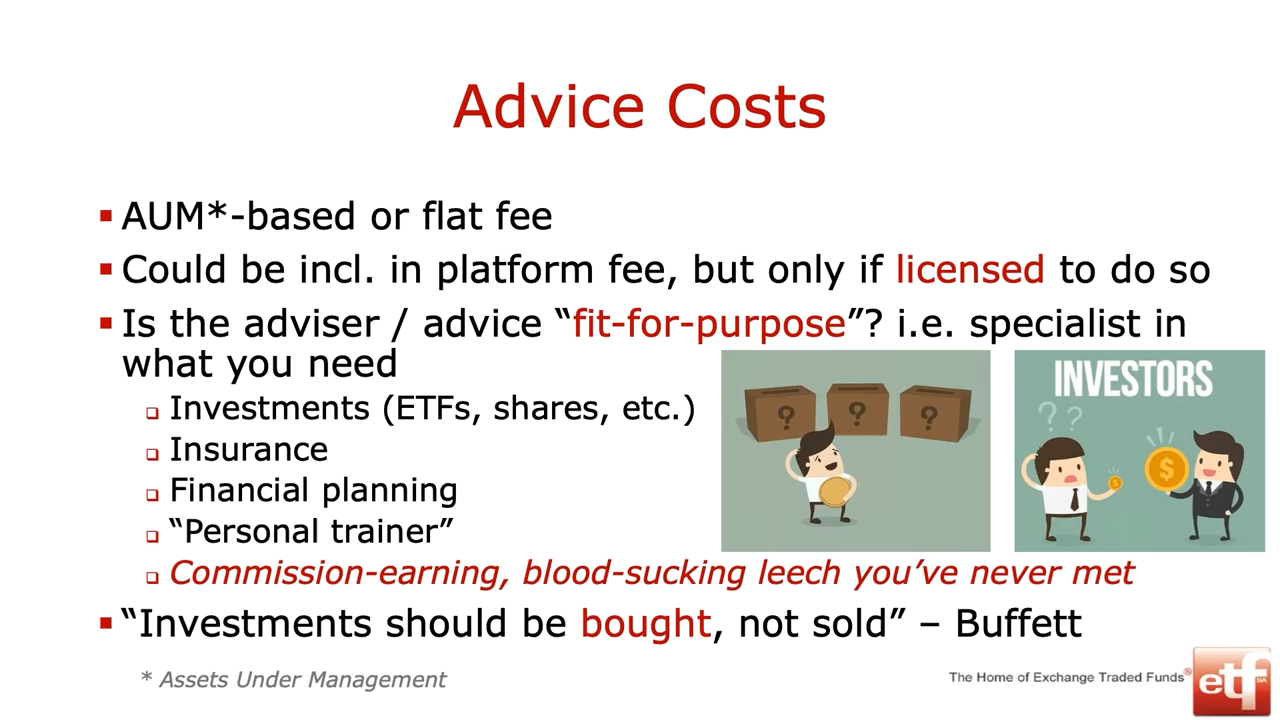 Advice Costs
AUM*-based or flat fee
Could be incl. in platform fee, but only if licensed to do so
Is the adviser / advice “fit-for-purpose”? i.e. specialist in
what you need
Investments (ETFs, shares, etc.)
Insurance
Financial planning
“Personal trainer”
Commission-earning, blood-sucking leech you’ve never met
“Investments should be bought, not sold” – Buffett
* Assets Under Management
? ? ?
INVESTORS
? ?
$ $
The Home of Exchange Traded Funds®
etf SA